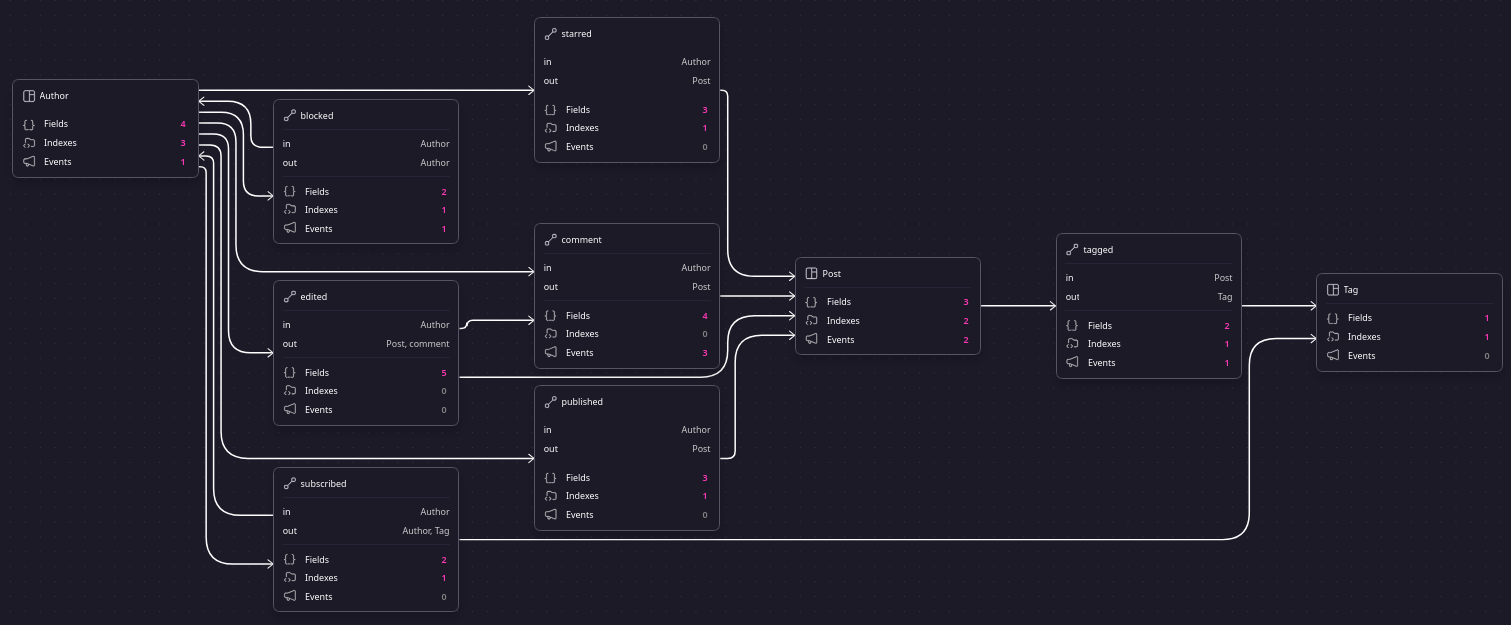 Author
Fields 4
Indexes 3
Events 1
blocked
in Author
out Author
Fields 2
Indexes 1
Events 1
edited
in Author
out Post, comment
Fields 5
Indexes 0
Events 0
subscribed
in Author
out Author, Tag
Fields 2
Indexes 1
Events 0
starred
in Author
out Post
Fields 3
Indexes 1
Events 0
comment
in Author
out Post
Fields 4
Indexes 0
Events 3
published
in Author
out Post
Fields 3
Indexes 1
Events 0
Post
Fields 3
Indexes 2
Events 2
tagged
in Post
out Tag
Fields 2
Indexes 1
Events 1
Tag
Fields 1
Indexes 1
Events 0